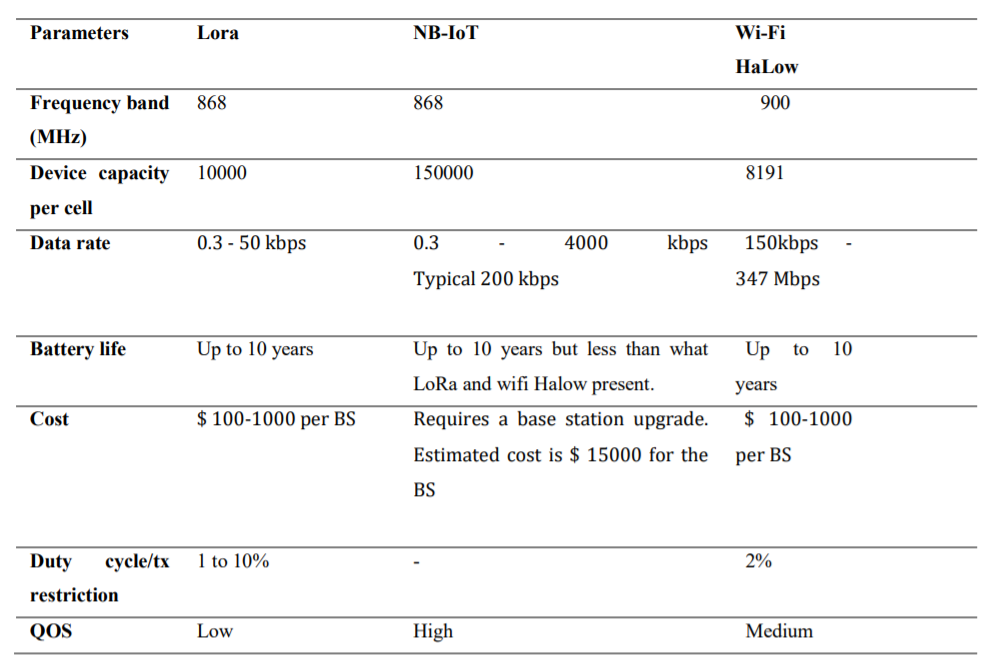 Parameters Lora NB-IoT Wi-Fi
HaLow
Frequency band 868 868 900
(MHz)
Device capacity 10000 150000 8191
per cell
Data rate 0.3 - 50 kbps 0.3 - 4000 kbps 150kbps -
Typical 200 kbps 347 Mbps
Battery life Up to 10 years Up to 10 years but less than what Up to 10
LoRa and wifi Halow present. years
Cost $ 100-1000 per BS Requires a base station upgrade. $ 100-1000
Estimated cost is $ 15000 for the per BS
BS
Duty cycle/tx 1 to 10% - 2%
restriction
QOS Low High Medium